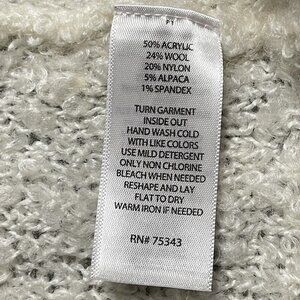 PT
50% ACRYLIC
24% WOOL
20% NYLON
5% ALPACA
1% SPANDEX
TURN GARMENT
INSIDE OUT
HAND WASH COLD
WITH LIKE COLORS
USE MILD DETERGENT
ONLY NON CHLORINE
BLEACH WHEN NEEDED
RESHAPE AND LAY
FLAT TO DRY
WARM IRON IF NEEDED
RN# 75343